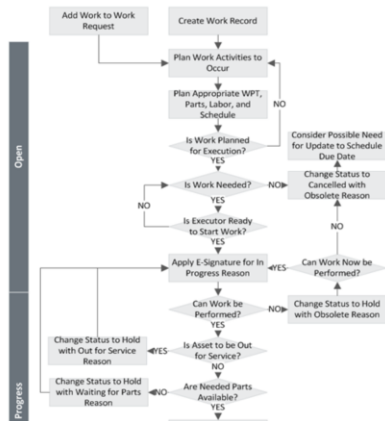 Add Work to Work
Request
Create Work Record
Plan Work Activities to
Occur
Plan Appropriate WPT,
Parts, Labor, and
Schedule
NO
Is Work Planned
for Execution?
YES
Consider Possible Need
for Update to Schedule
Due Date
Open
Is Work Needed?
NO
Change Status to
Cancelled with
Obsolete Reason
YES
NO
Is Executor Ready
to Start Work?
YES
NO
Apply E-Signature for In
Progress Reason
YES
Can Work Now be
Performed?
Can Work be
Performed?
NO
Change Status to Hold
with Obsolete Reason
YES
Change Status to Hold
with Out for Service
Reason
YES
Is Asset to be Out
for Service?
NO
Progress
Change Status to Hold
with Waiting for Parts
Reason
NO
Are Needed Parts
Available?
YES